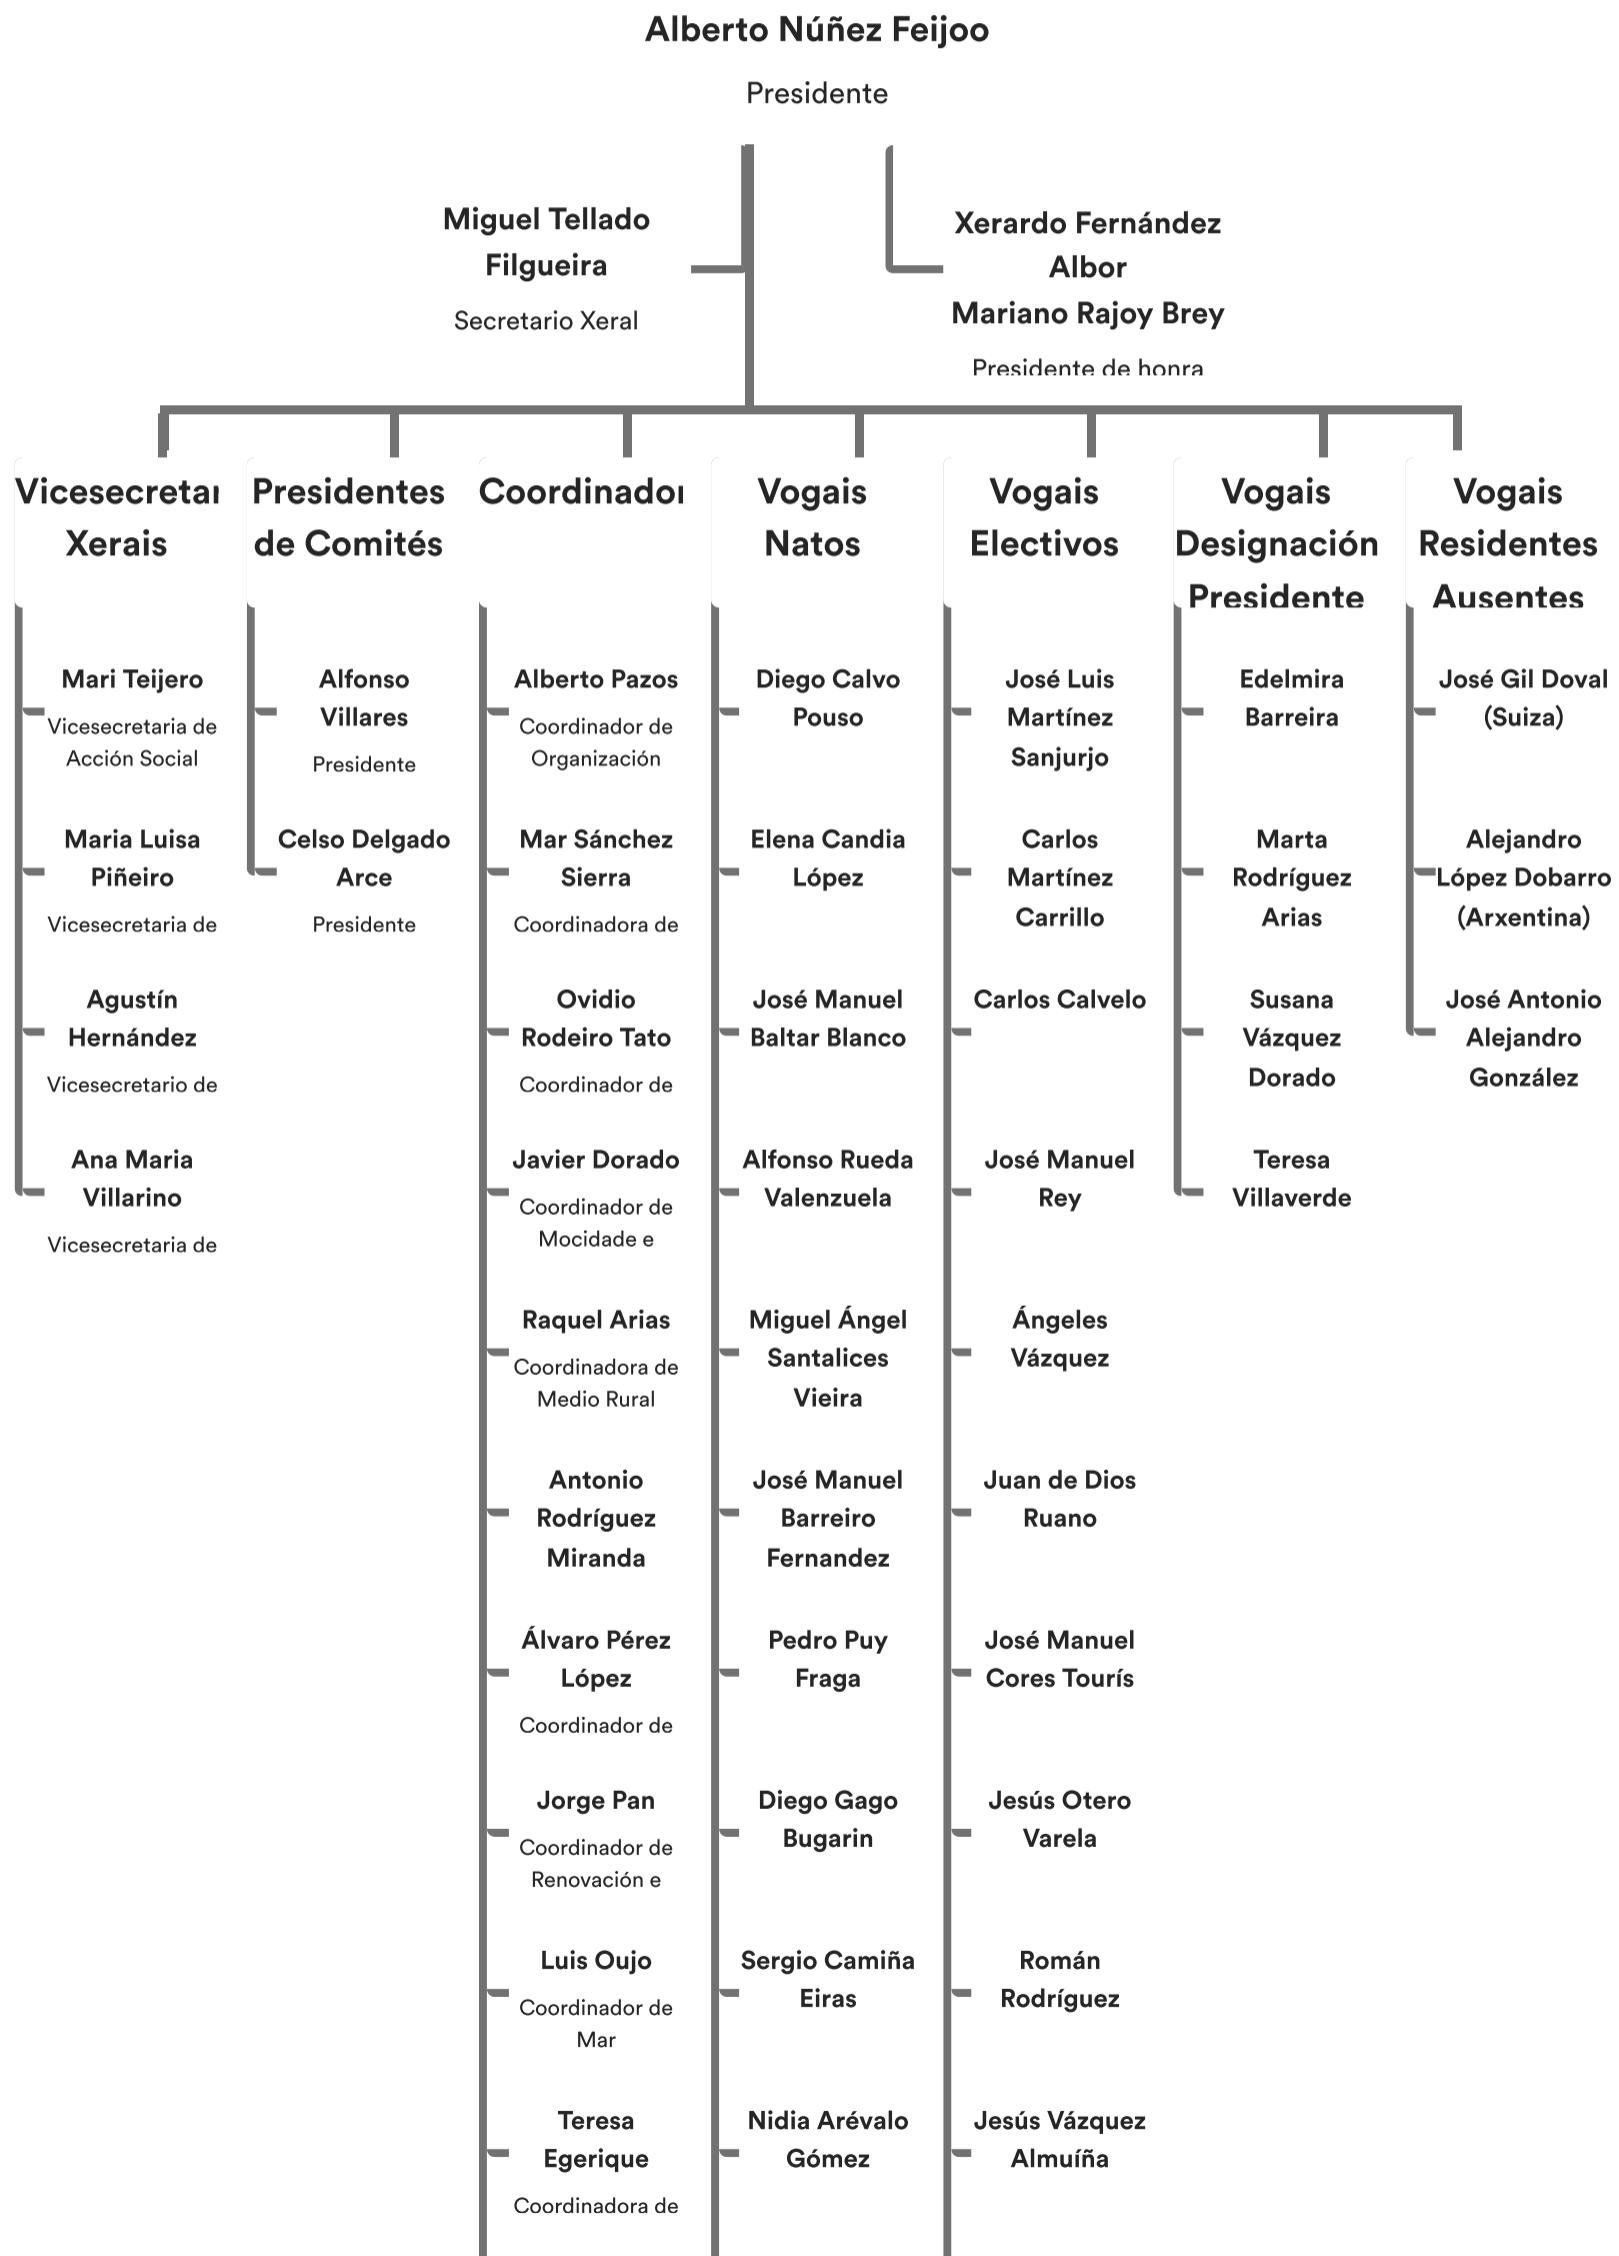 Alberto Núñez Feijoo
Presidente
Miguel Tellado
Filgueira
Secretario Xeral
Xerardo Fernández
Albor
Mariano Rajoy Brey
Presidente de honra
Vicesecretar
Xerais
Mari Teijero
Vicesecretaria de
Acción Social
Maria Luisa
Piñeiro
Vicesecretaria de
Agustín
Hernández
Vicesecretario de
Ana Maria
Villarino
Vicesecretaria de
Presidentes
de Comités
Alfonso
Villares
Presidente
Celso Delgado
Arce
Presidente
Coordinador
Alberto Pazos
Coordinador de
Organización
Mar Sánchez
Sierra
Coordinadora de
Ovidio
Rodeiro Tato
Coordinador de
Javier Dorado
Coordinador de
Mocidade e
Raquel Arias
Coordinadora de
Medio Rural
Antonio
Rodríguez
Miranda
Álvaro Pérez
López
Coordinador de
Jorge Pan
Coordinador de
Renovación e
Luis Oujo
Coordinador de
Mar
Teresa
Egerique
Coordinadora de
Vogais
Natos
Diego Calvo
Pouso
Elena Candia
López
José Manuel
Baltar Blanco
Alfonso Rueda
Valenzuela
Miguel Ángel
Santalices
Vieira
José Manuel
Barreiro
Fernandez
Pedro Puy
Fraga
Diego Gago
Bugarin
Sergio Camiña
Eiras
Nidia Arévalo
Gómez
Vogais
Electivos
José Luis
Martínez
Sanjurjo
Carlos
Martínez
Carrillo
Carlos Calvelo
José Manuel
Rey
Ángeles
Vázquez
Juan de Dios
Ruano
José Manuel
Cores Tourís
Jesús Otero
Varela
Román
Rodríguez
Jesús Vázquez
Almuíña
Vogais
Designación
Presidente
Edelmira
Barreira
Marta
Rodríguez
Arias
Susana
Vázquez
Dorado
Teresa
Villaverde
Vogais
Residentes
Ausentes
José Gil Doval
(Suiza)
Alejandro
López Dobarro
(Arxentina)
José Antonio
Alejandro
González